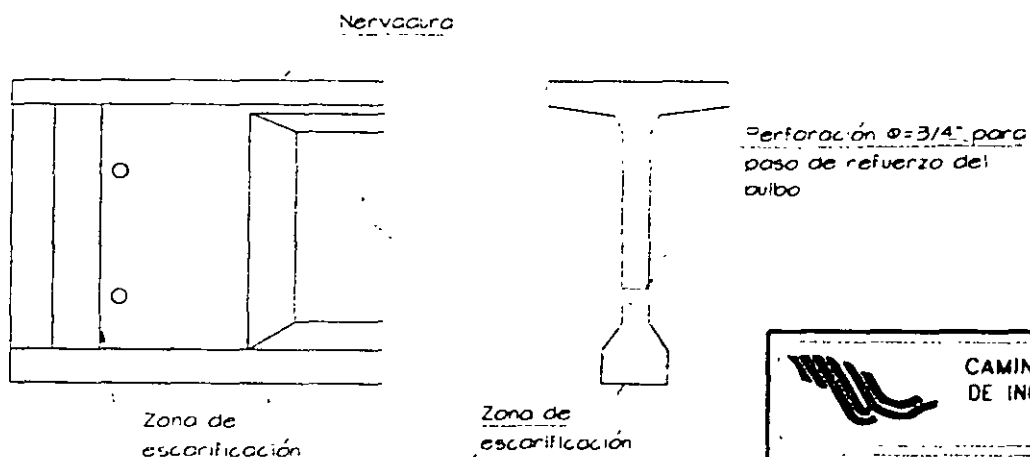 Nervadura
Perforación Φ=3/4" para
paso de refuerzo del
bulbo
CAMIN
DE IN
Zona de
escarificación
Zona de
escarificación